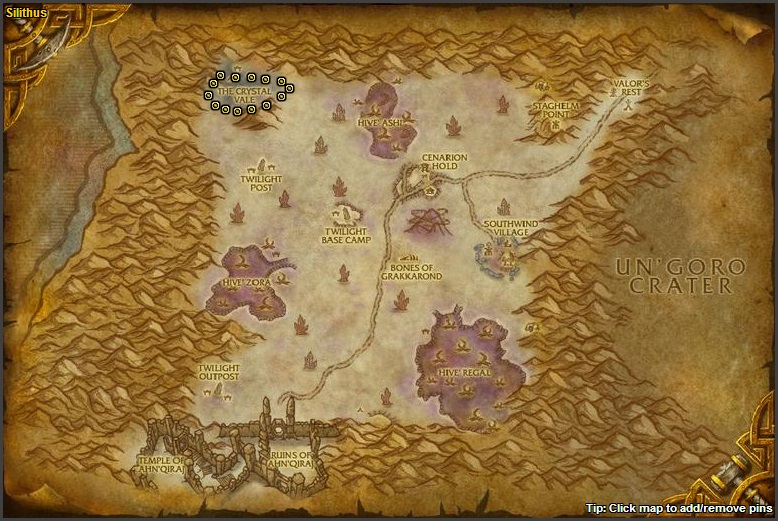 Silithus
THE CRYSTAL
VALE
VALOR'S
REST
STAGHELM
POINT
HIVE'ASHI
CENARION
HOLD
TWILIGHT
POST
TWILIGHT
BASE CAMP
SOUTHWIND
VILLAGE
BONES OF
GRAKKAROND
UN'GORO
CRATER
HIVE'ZORA
TWILIGHT
OUTPOST
HIVE'REGAL
TEMPLE OF
AHN'QIRAJ
RUINS OF
AHN'QIRAJ
Tip: Click map to add/remove pins